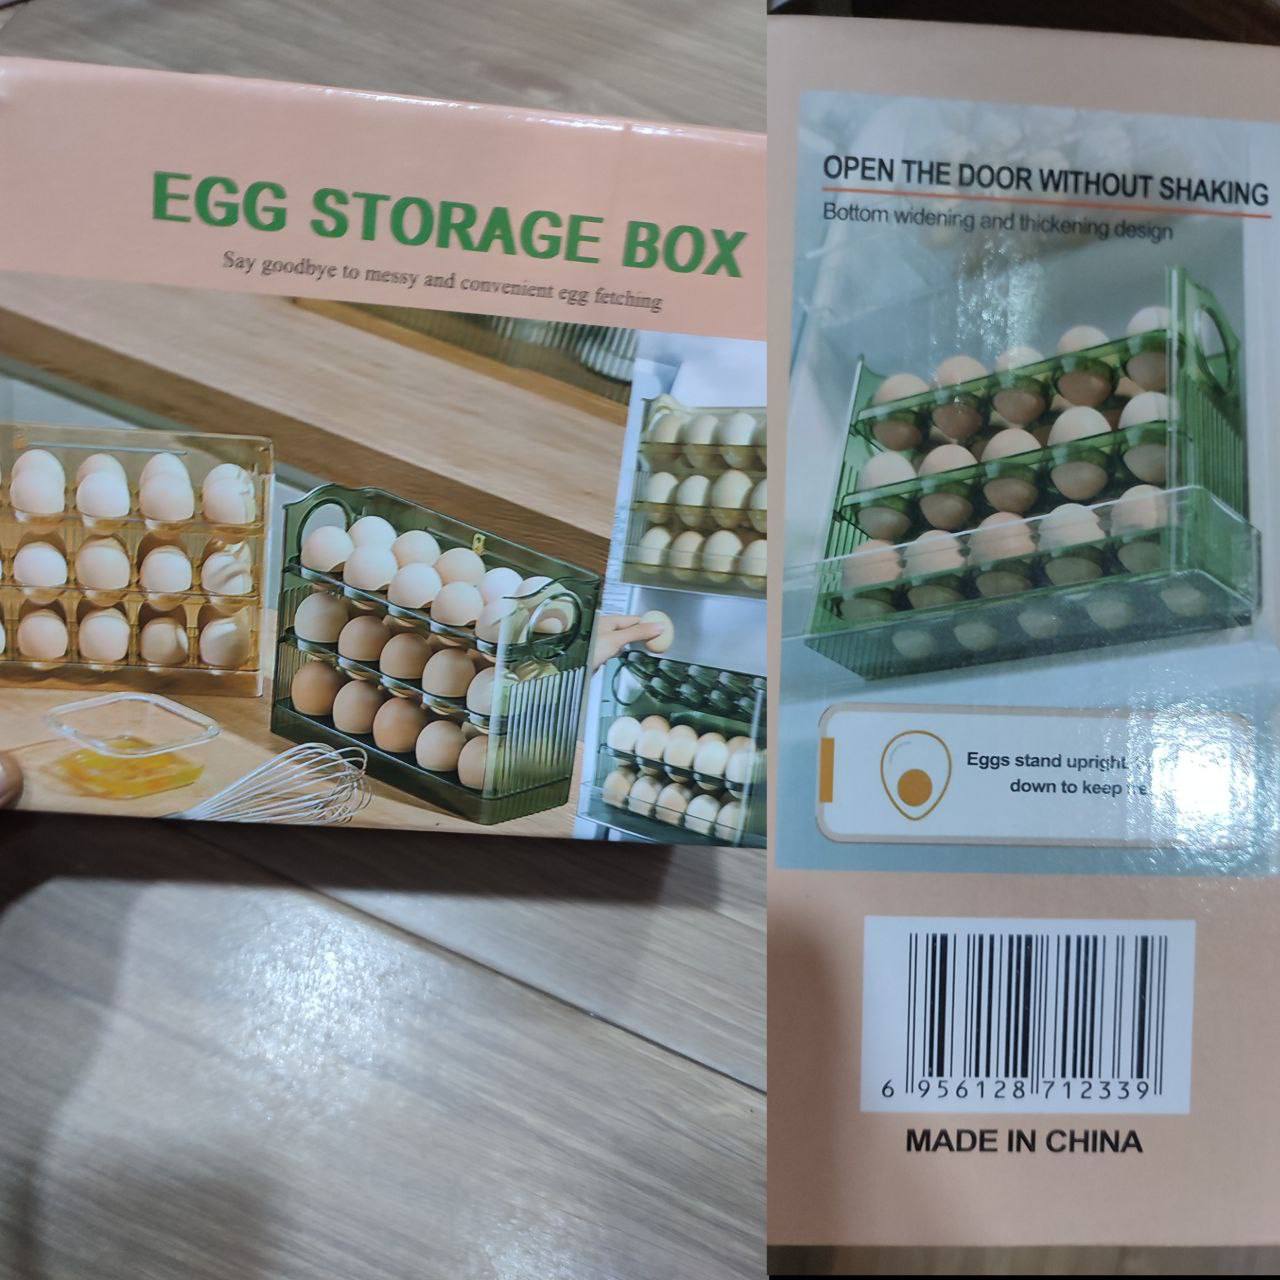 EGG STORAGE BOX
Say goodbye to messy and convenient egg fetching
OPEN THE DOOR WITHOUT SHAKING
Bottom widening and thickening design
Eggs stand upright
down to keep
6 956128 712339
MADE IN CHINA